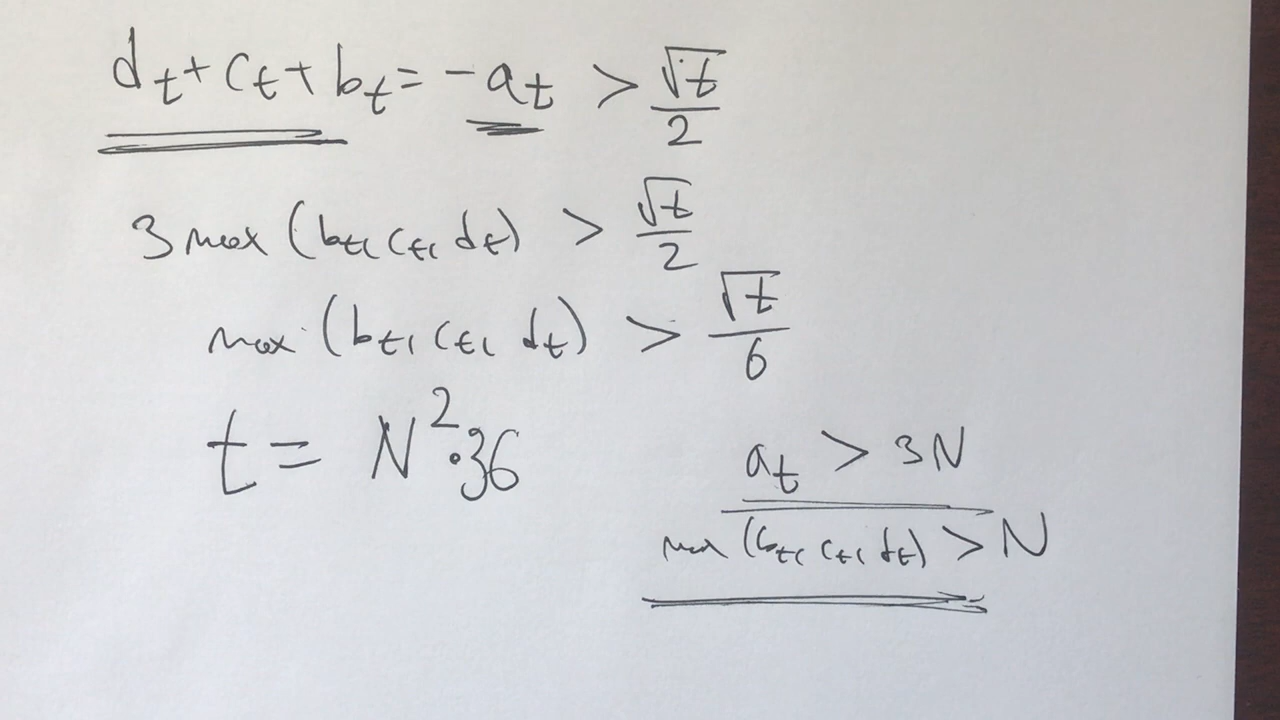 d_t + c_t + b_t = -a_t > √t/2
3 max (b_t, c_t, d_t) > √t/2
max (b_t, c_t, d_t) > √t/6
t = N²·36
a_t > 3N
max (b_t, c_t, d_t) > N